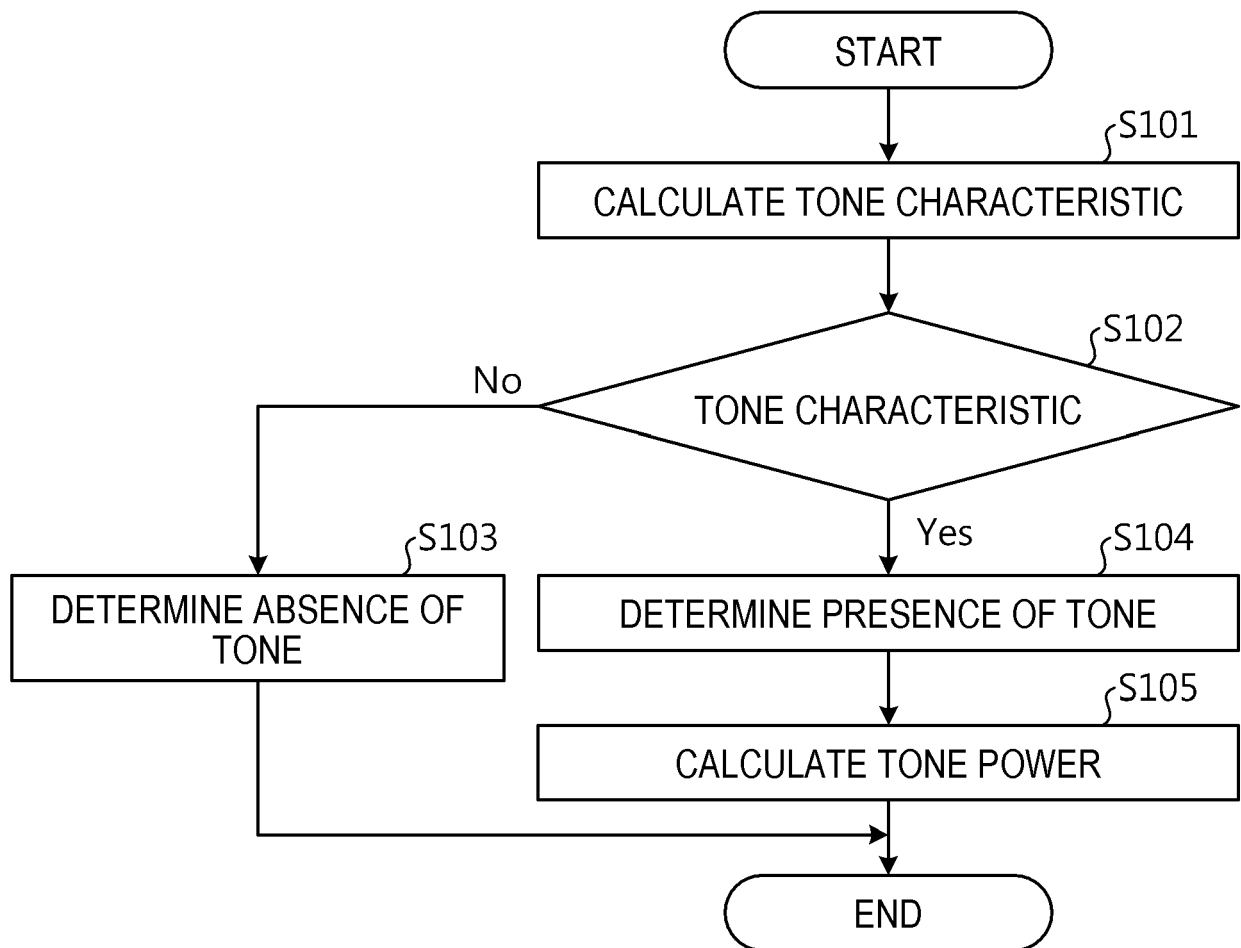 START
S101
CALCULATE TONE CHARACTERISTIC
S102
No
TONE CHARACTERISTIC
Yes
S103
DETERMINE ABSENCE OF
TONE
S104
DETERMINE PRESENCE OF TONE
S105
CALCULATE TONE POWER
END